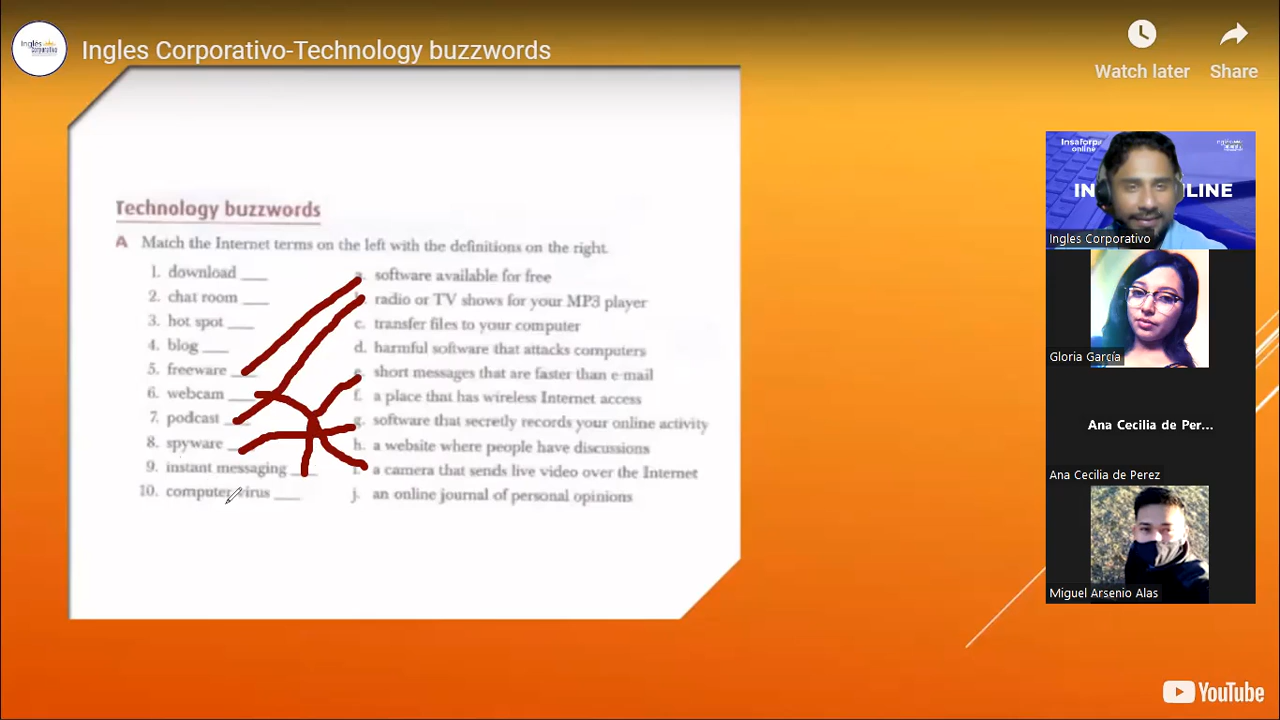 Ingles Corporativo-Technology buzzwords
Watch later
Share
Technology buzzwords
A Match the Internet terms on the left with the definitions on the right.
1. download ___
2. chat room ___
3. hot spot ___
4. blog ___
5. freeware ___
6. webcam ___
7. podcast ___
8. spyware ___
9. instant messaging ___
10. computer virus ___
software available for free
radio or TV shows for your MP3 player
c. transfer files to your computer
d. harmful software that attacks computers
e. short messages that are faster than e-mail
f. a place that has wireless Internet access
g. software that secretly records your online activity
h. a website where people have discussions
i. a camera that sends live video over the Internet
j. an online journal of personal opinions
Insaforp
online
IN LINE
Ingles Corporativo
Gloria García
Ana Cecilia de Per...
Ana Cecilia de Perez
Miguel Arsenio Alas
YouTube